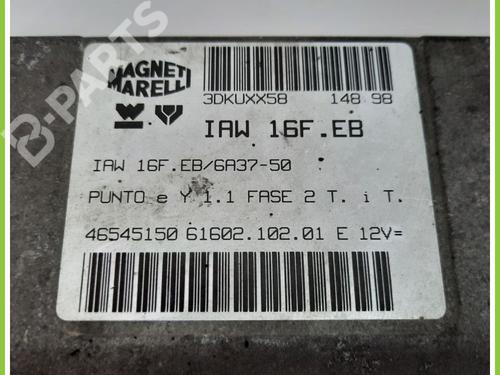 B-PARTS
MAGNETI
MARELLI
3DKUXX58 148 98
IAW 16F.EB
IAW 16F.EB/6A37-50
PUNTO e Y 1.1 FASE 2 T. i T.
46545150 61602.102.01 E 12V=